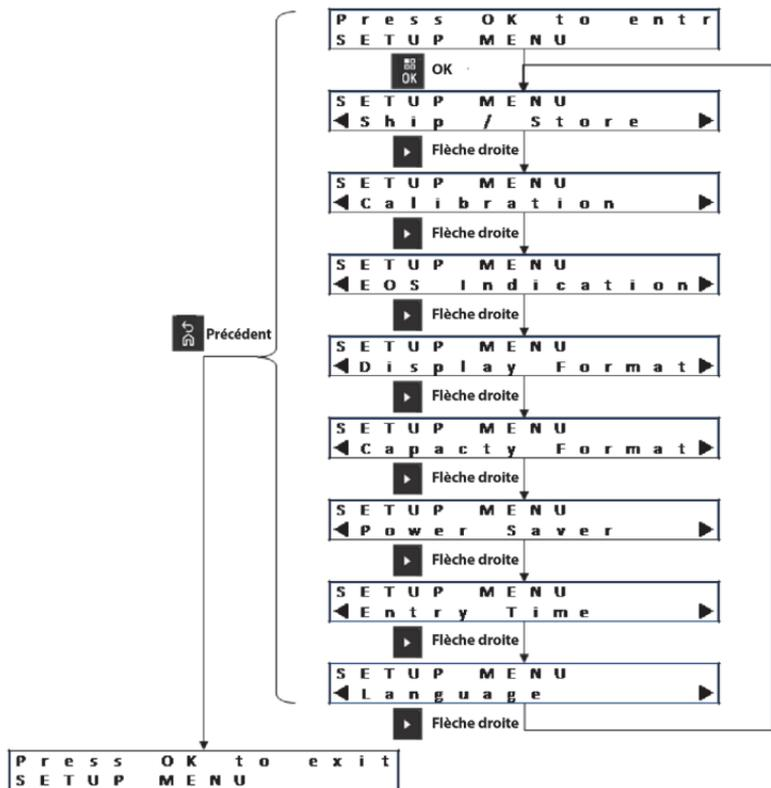 Press OK to entr
SETUP MENU
OK
OK
SETUP MENU
Ship / Store
Flèche droite
SETUP MENU
Calibration
Flèche droite
SETUP MENU
EOS Indication
Flèche droite
Précédent
SETUP MENU
Display Format
Flèche droite
SETUP MENU
Capacty Format
Flèche droite
SETUP MENU
Power Saver
Flèche droite
SETUP MENU
Entry Time
Flèche droite
SETUP MENU
Language
Flèche droite
Press OK to exit
SETUP MENU